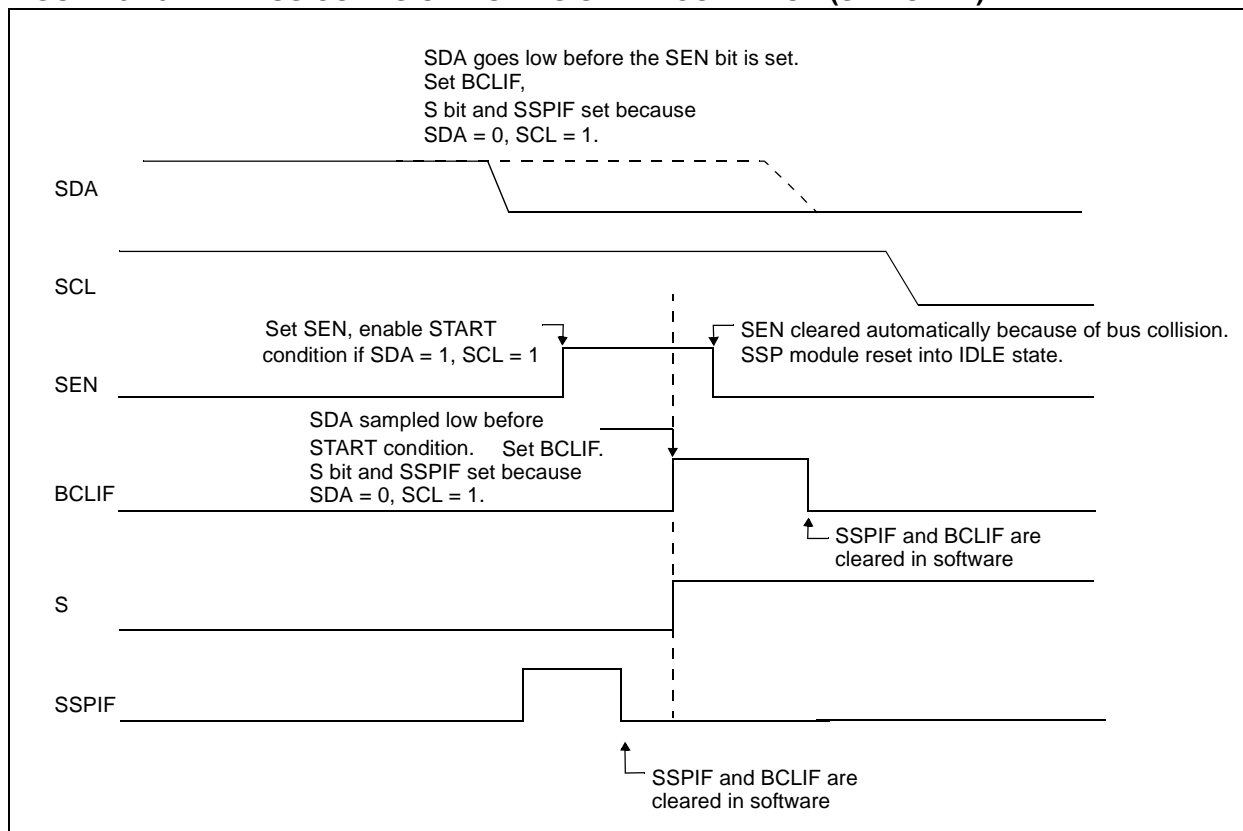 SDA goes low before the SEN bit is set.
Set BCLIF,
S bit and SSPIF set because
SDA = 0, SCL = 1.
SDA
SCL
Set SEN, enable START
condition if SDA = 1, SCL = 1
SEN cleared automatically because of bus collision.
SSP module reset into IDLE state.
SEN
SDA sampled low before
START condition. Set BCLIF.
S bit and SSPIF set because
SDA = 0, SCL = 1.
BCLIF
SSPIF and BCLIF are
cleared in software
S
SSPIF
SSPIF and BCLIF are
cleared in software